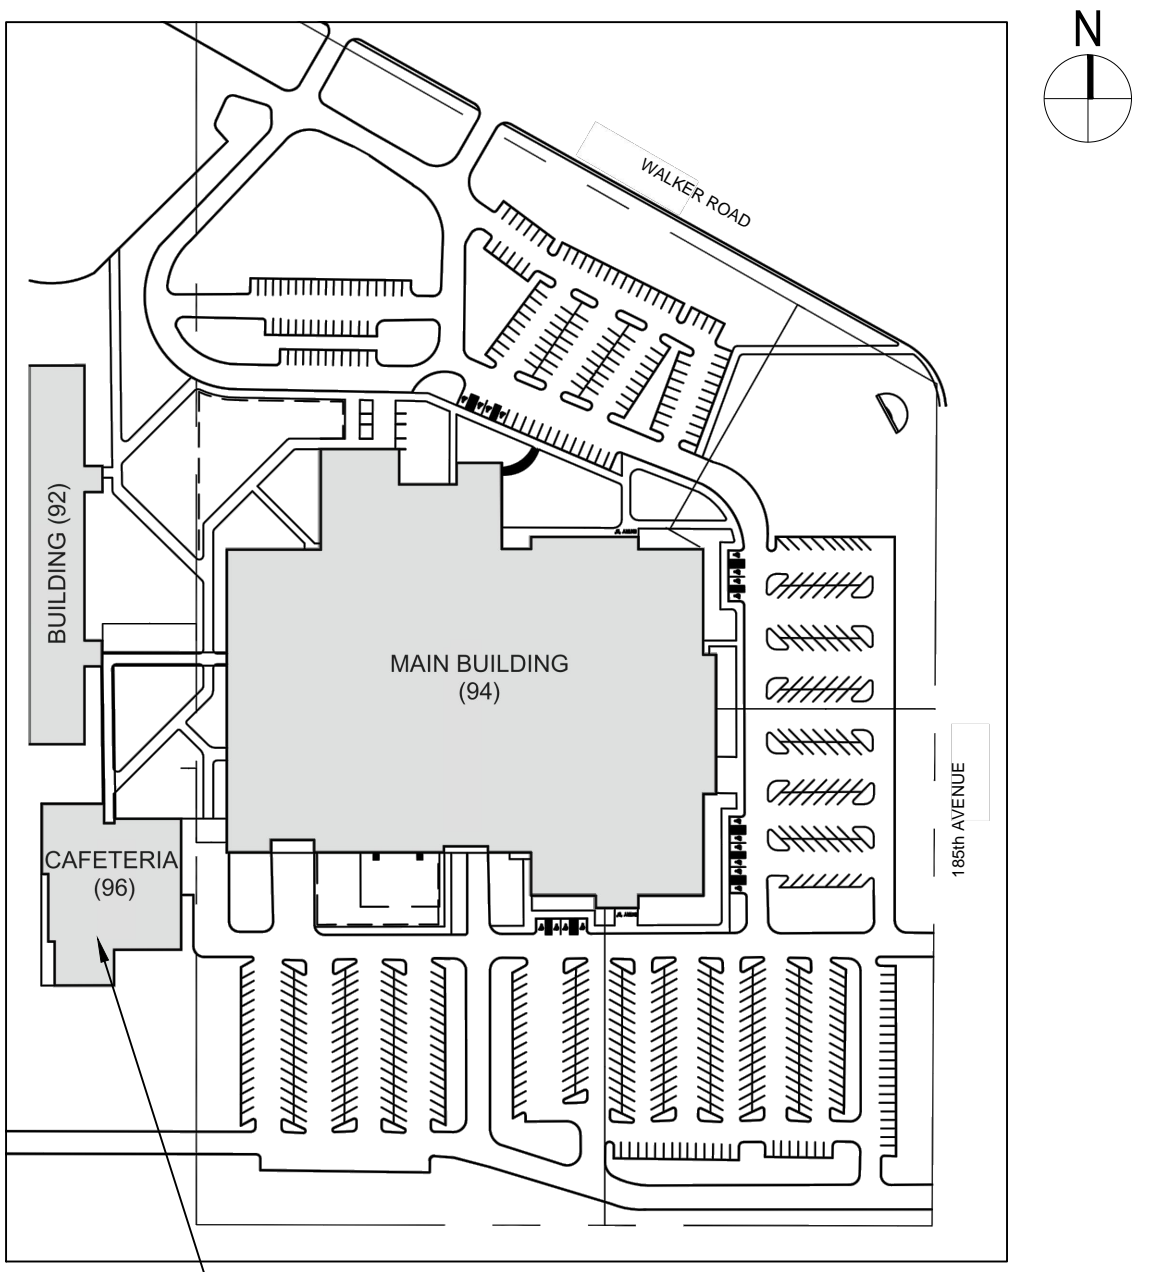 N
WALKER ROAD
BUILDING (92)
MAIN BUILDING
(94)
185th AVENUE
CAFETERIA
(96)